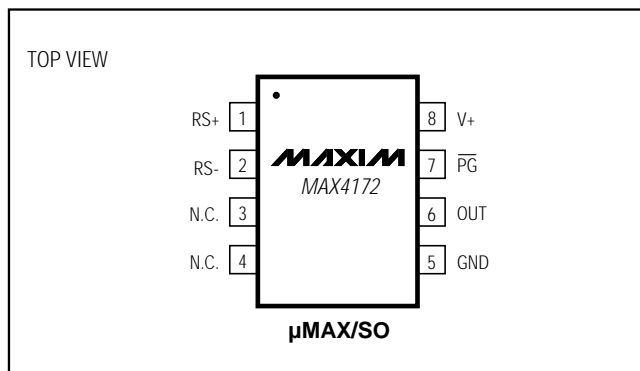 TOP VIEW
RS+ 1
RS- 2
N.C. 3
N.C. 4
MAXIM
MAX4172
8 V+
7 PG
6 OUT
5 GND
µMAX/SO